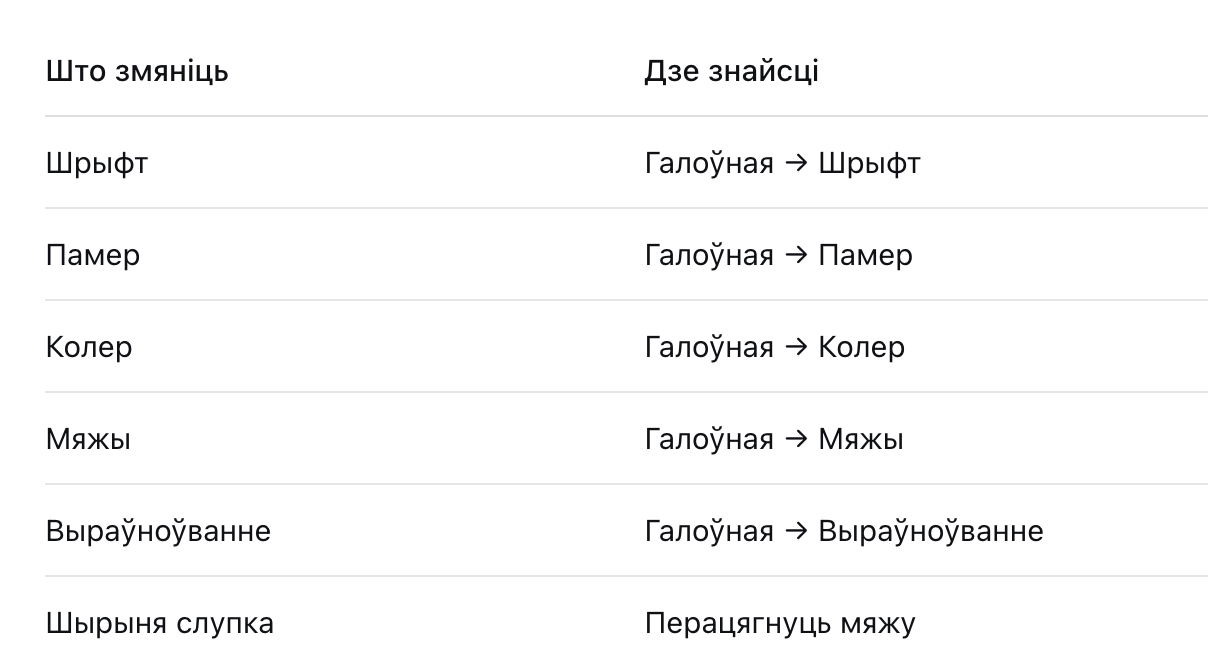 Што змяніць Дзе знайсці
Шрыфт Галоўная → Шрыфт
Памер Галоўная → Памер
Колер Галоўная → Колер
Мяжы Галоўная → Мяжы
Выраўноўванне Галоўная → Выраўноўванне
Шырыня слупка Перацягнуць мяжу